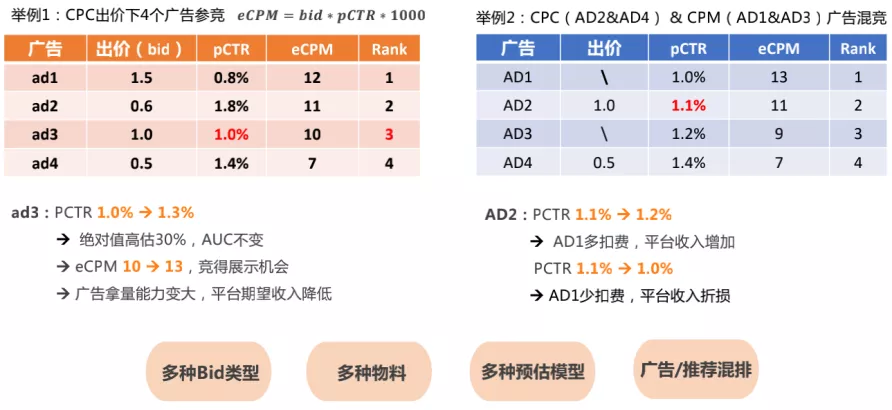 举例1：CPC出价下4个广告参竞 eCPM = bid * pCTR * 1000
广告 出价（bid） pCTR eCPM Rank
ad1 1.5 0.8% 12 1
ad2 0.6 1.8% 11 2
ad3 1.0 1.0% 10 3
ad4 0.5 1.4% 7 4
ad3：PCTR 1.0% → 1.3%
→ 绝对值高估30%，AUC不变
→ eCPM 10 → 13，竞得展示机会
→ 广告拿量能力变大，平台期望收入降低
举例2：CPC（AD2&AD4） & CPM（AD1&AD3）广告混竞
广告 出价 pCTR eCPM Rank
AD1 \ 1.0% 13 1
AD2 1.0 1.1% 11 2
AD3 \ 1.2% 9 3
AD4 0.5 1.4% 7 4
AD2：PCTR 1.1% → 1.2%
→ AD1多扣费，平台收入增加
PCTR 1.1% → 1.0%
→ AD1少扣费，平台收入折损
多种Bid类型
多种物料
多种预估模型
广告/推荐混排